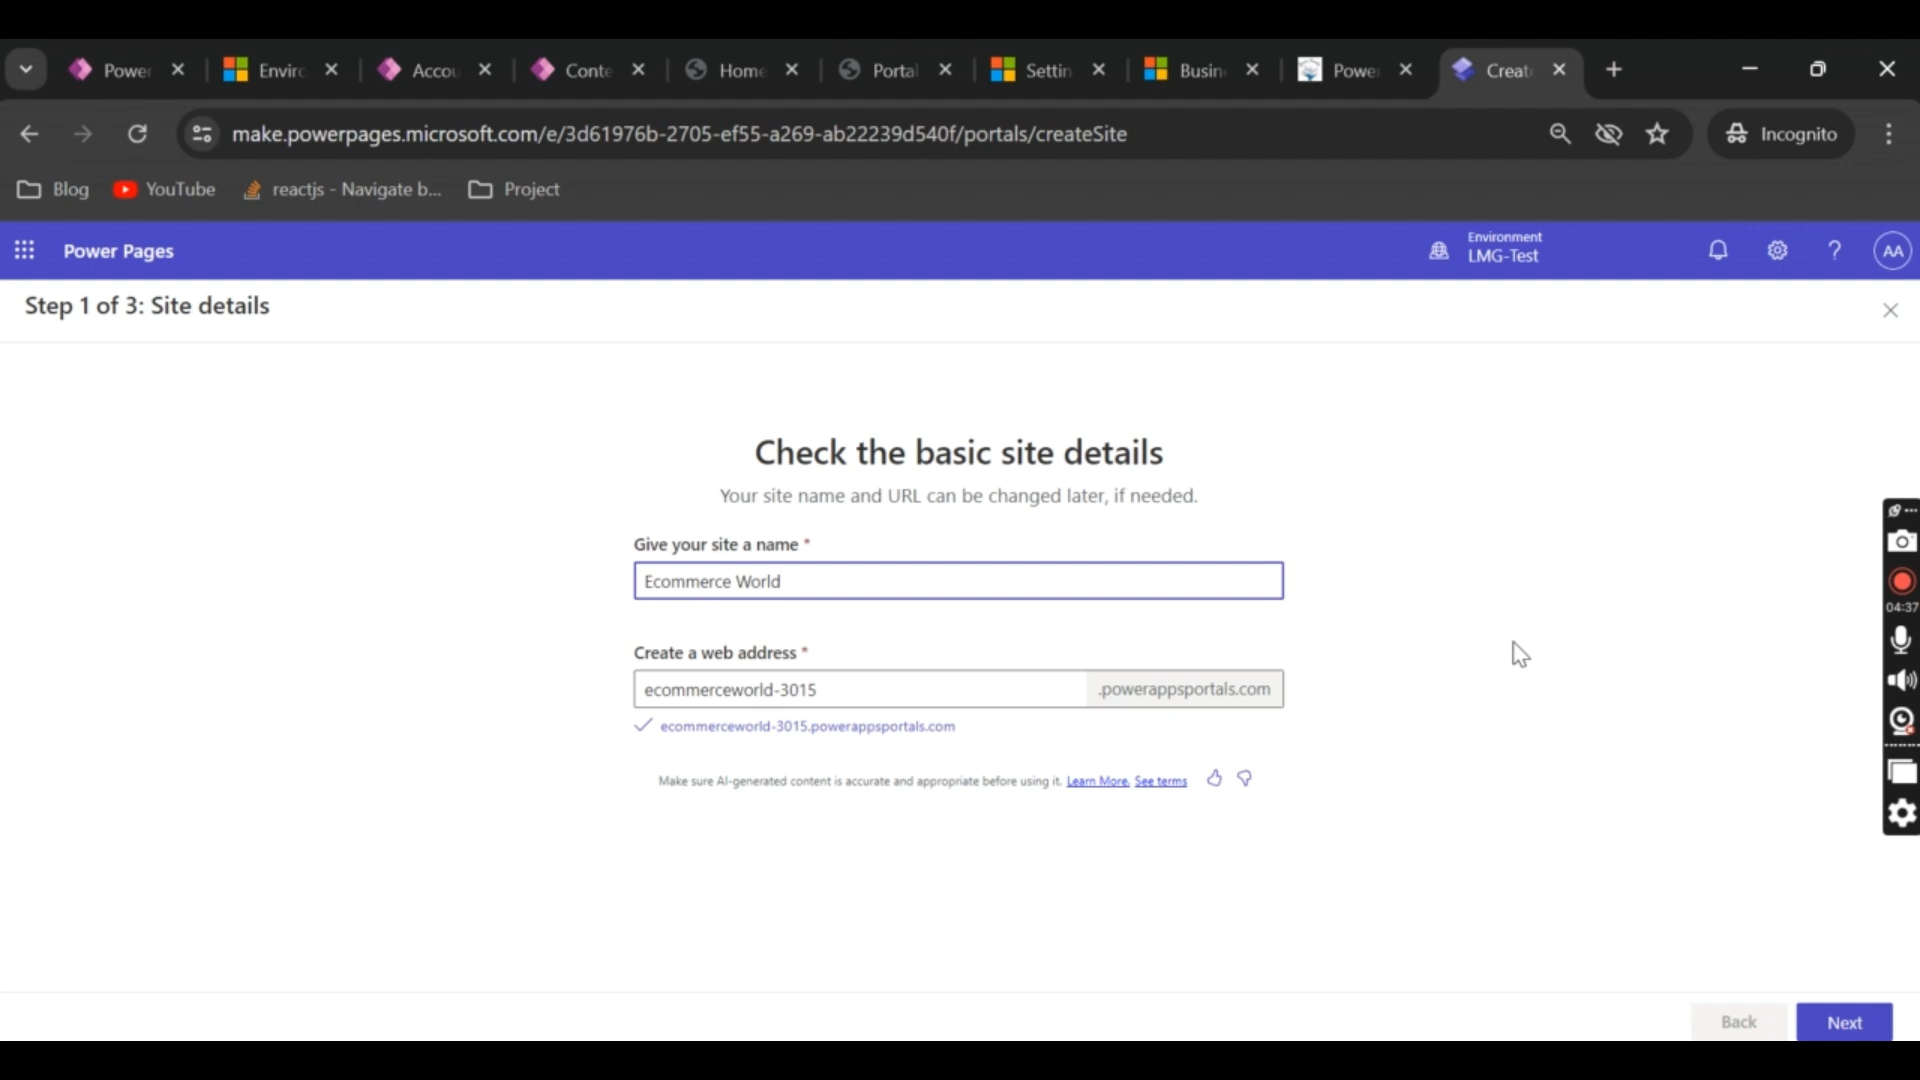 Power
Enviro
Accou
Conte
Home
Portal
Settin
Busin
Power
Create
make.powerpages.microsoft.com/e/3d61976b-2705-ef55-a269-ab22239d540f/portals/createSite
Incognito
Blog
YouTube
reactjs - Navigate b...
Project
Power Pages
Environment
LMG-Test
AA
Step 1 of 3: Site details
Check the basic site details
Your site name and URL can be changed later, if needed.
Give your site a name *
Ecommerce World
Create a web address *
ecommerceworld-3015
.powerappsportals.com
ecommerceworld-3015.powerappsportals.com
Make sure AI-generated content is accurate and appropriate before using it. Learn More. See terms
04:37
Back
Next